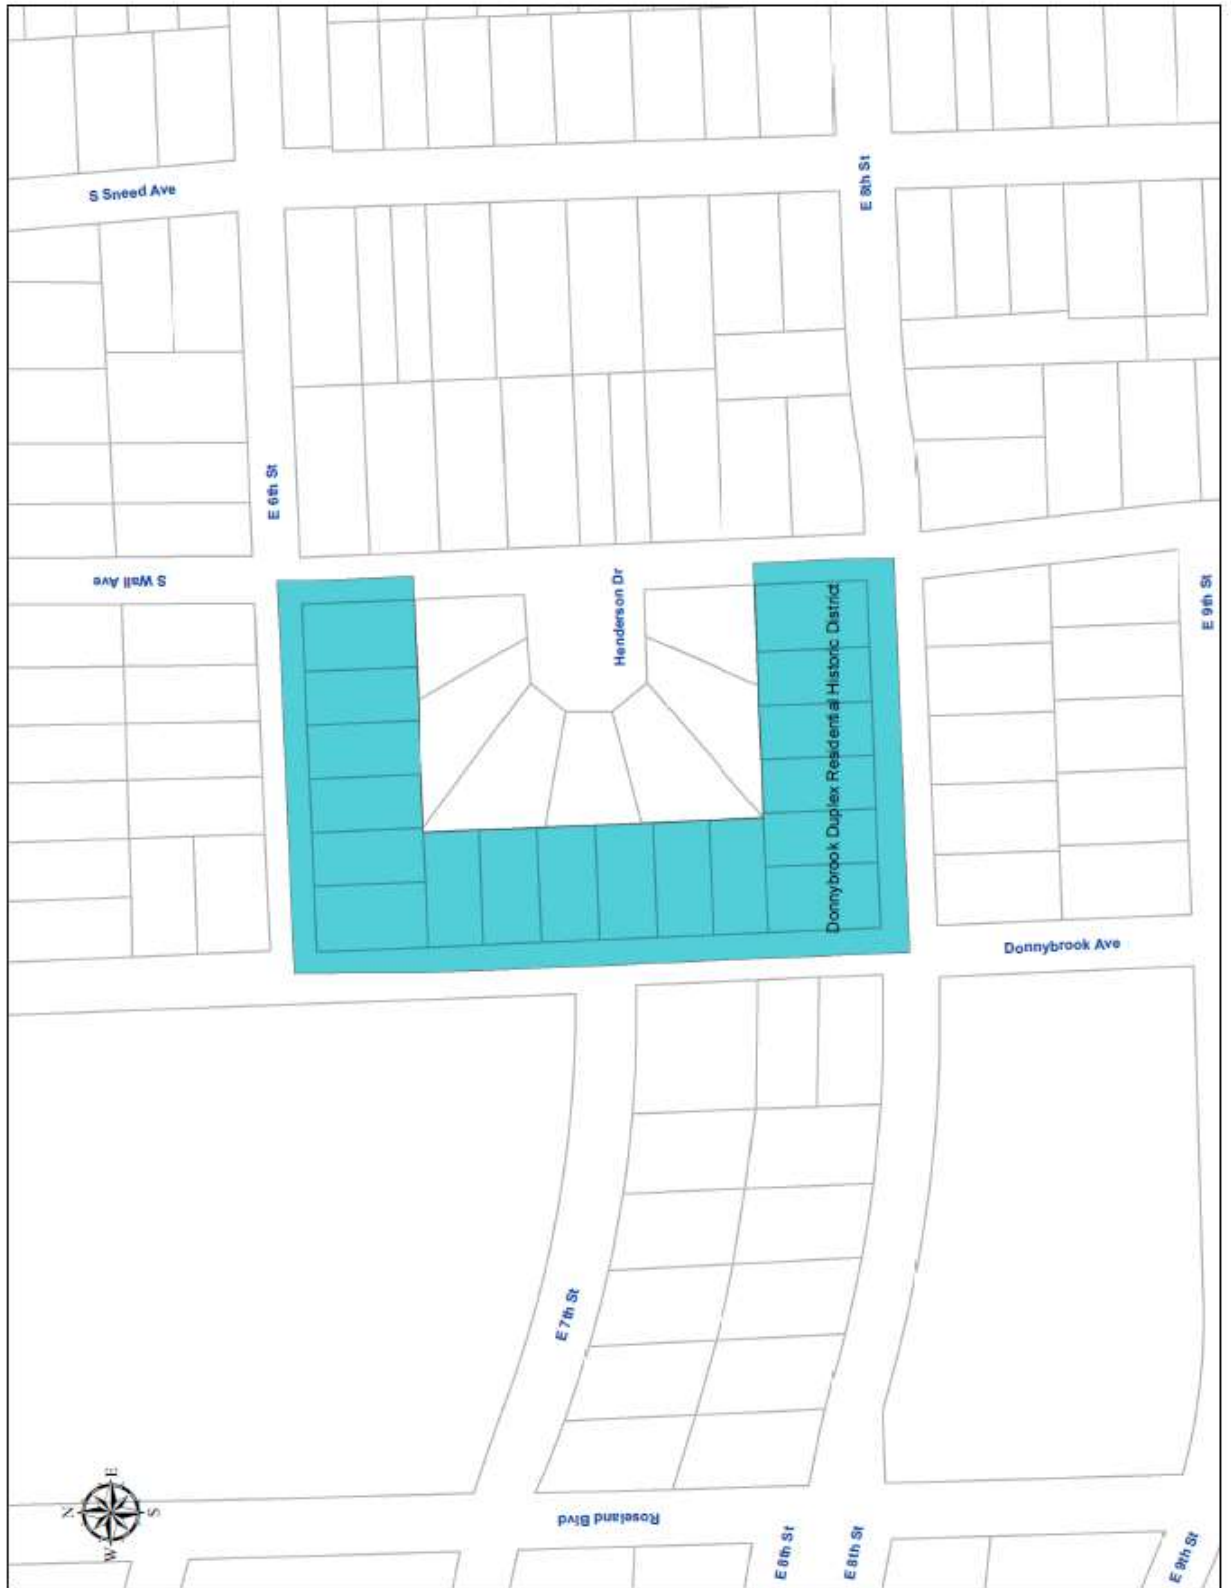 S Sneed Ave
E 8th St
E 6th St
S Wall Ave
Henderson Dr
E 9th St
Donnybrook Duplex Residential Historic District
Donnybrook Ave
E 7th St
Roseland Blvd
E 8th St
E 8th St
E 9th St
N
E
S
W